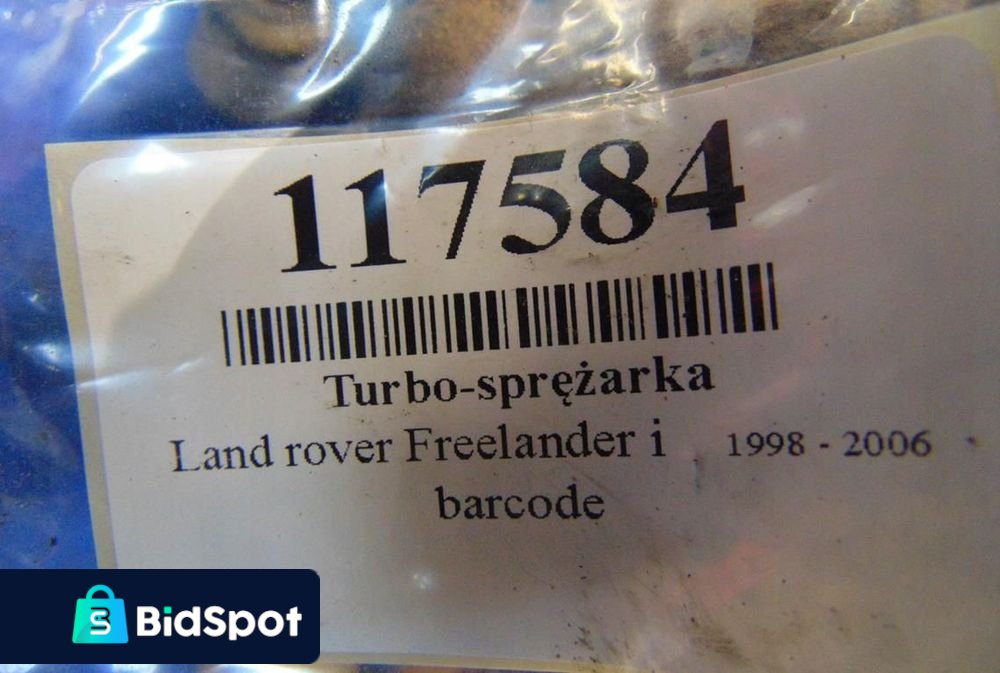 117584
Turbo-sprężarka
Land rover Freelander i 1998 - 2006
barcode
BidSpot